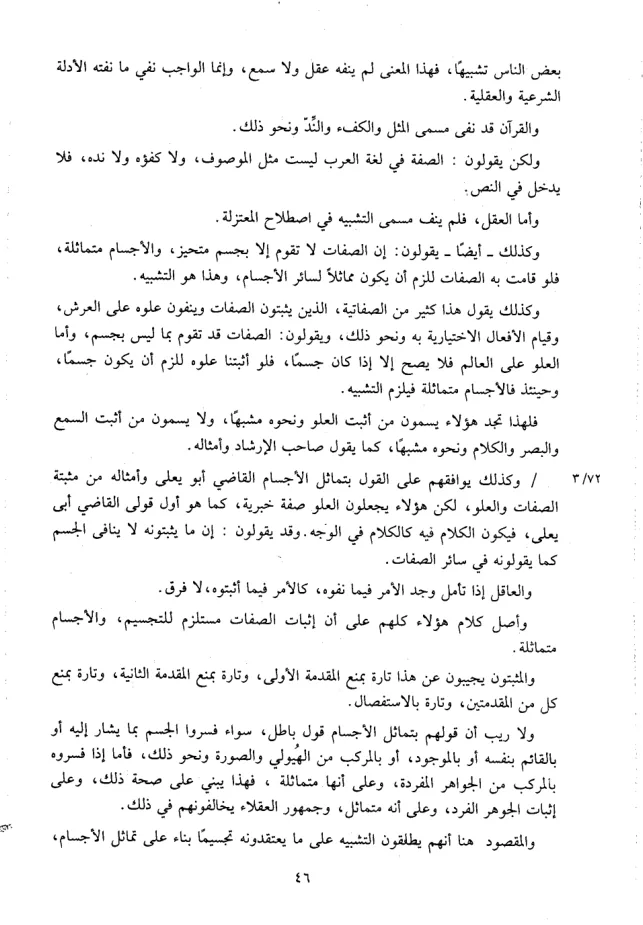 بعض الناس تشبيهًا، فهذا المعنى لم ينفه عقل ولا سمع، وإنما الواجب نفي ما نفته الأدلة
الشرعية والعقلية.
والقرآن قد نفى مسمى المثل والكفء والنِّدّ ونحو ذلك.
ولكن يقولون : الصفة في لغة العرب ليست مثل الموصوف، ولا كفؤه ولا نده، فلا
يدخل في النص.
وأما العقل، فلم ينف مسمى التشبيه في اصطلاح المعتزلة.
وكذلك ـ أيضًا ـ يقولون: إن الصفات لا تقوم إلا بجسم متحيز، والأجسام متماثلة،
فلو قامت به الصفات للزم أن يكون مماثلاً لسائر الأجسام، وهذا هو التشبيه.
وكذلك يقول هذا كثير من الصفاتية، الذين يثبتون الصفات وينفون علوه على العرش،
وقيام الأفعال الاختيارية به ونحو ذلك، ويقولون: الصفات قد تقوم بما ليس بجسم، وأما
العلو على العالم فلا يصح إلا إذا كان جسمًا، فلو أثبتنا علوه للزم أن يكون جسمًا،
وحينئذ فالأجسام متماثلة فيلزم التشبيه.
فلهذا تجد هؤلاء يسمون من أثبت العلو ونحوه مشبهًا، ولا يسمون من أثبت السمع
والبصر والكلام ونحوه مشبهًا، كما يقول صاحب الإرشاد وأمثاله.
٣/٧٢ / وكذلك يوافقهم على القول بتماثل الأجسام القاضي أبو يعلى وأمثاله من مثبتة
الصفات والعلو، لكن هؤلاء يجعلون العلو صفة خبرية، كما هو أول قولى القاضي أبى
يعلى، فيكون الكلام فيه كالكلام في الوجه. وقد يقولون : إن ما يثبتونه لا ينافى الجسم
كما يقولونه في سائر الصفات.
والعاقل إذا تأمل وجد الأمر فيما نفوه، كالأمر فيما أثبتوه، لا فرق.
وأصل كلام هؤلاء كلهم على أن إثبات الصفات مستلزم للتجسيم، والأجسام
متماثلة.
والمثبتون يجيبون عن هذا تارة بمنع المقدمة الأولى، وتارة بمنع المقدمة الثانية، وتارة بمنع
كل من المقدمتين، وتارة بالاستفصال.
ولا ريب أن قولهم بتماثل الأجسام قول باطل، سواء فسروا الجسم بما يشار إليه أو
بالقائم بنفسه أو بالموجود، أو بالمركب من الهُيولي والصورة ونحو ذلك، فأما إذا فسروه
بالمركب من الجواهر المفردة، وعلى أنها متماثلة ، فهذا يبني على صحة ذلك، وعلى
إثبات الجوهر الفرد، وعلى أنه متماثل، وجمهور العقلاء يخالفونهم في ذلك.
والمقصود هنا أنهم يطلقون التشبيه على ما يعتقدونه تجسيمًا بناء على تماثل الأجسام،
٤٦